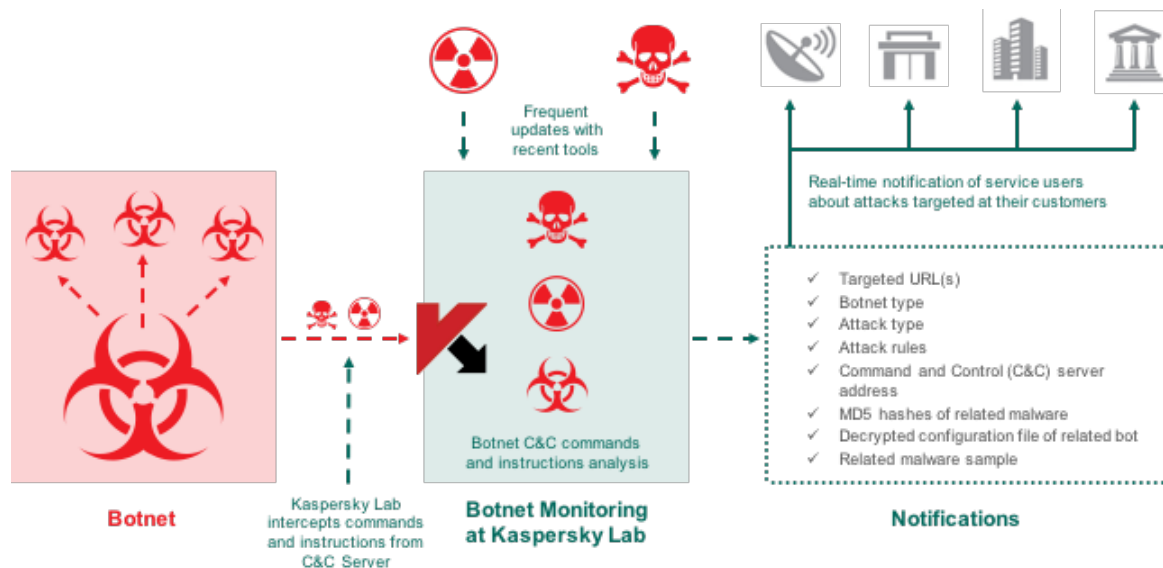 Frequent
updates with
recent tools
Real-time notification of service users
about attacks targeted at their customers
Targeted URL(s)
Botnet type
Attack type
Attack rules
Command and Control (C&C) server
address
MD5 hashes of related malware
Decrypted configuration file of related bot
Related malware sample
Botnet C&C commands
and instructions analysis
Botnet
Kaspersky Lab
intercepts commands
and instructions from
C&C Server
Botnet Monitoring
at Kaspersky Lab
Notifications